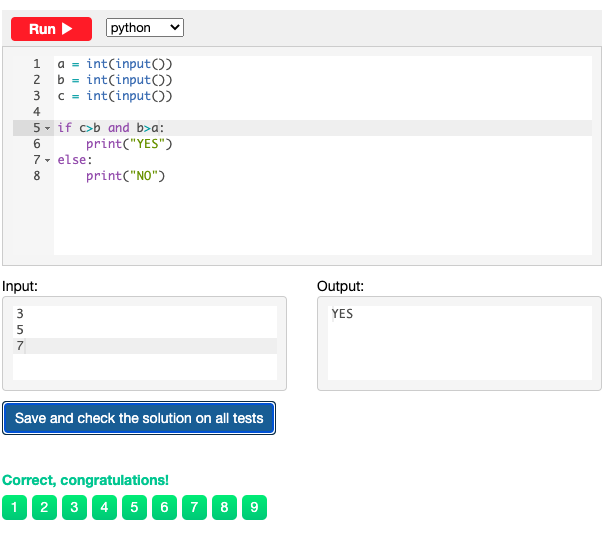 Run python
1 a = int(input())
2 b = int(input())
3 c = int(input())
4
5 if c>b and b>a:
6 print("YES")
7 else:
8 print("NO")
Input: Output:
3 YES
5
7
Save and check the solution on all tests
Correct, congratulations!
1 2 3 4 5 6 7 8 9